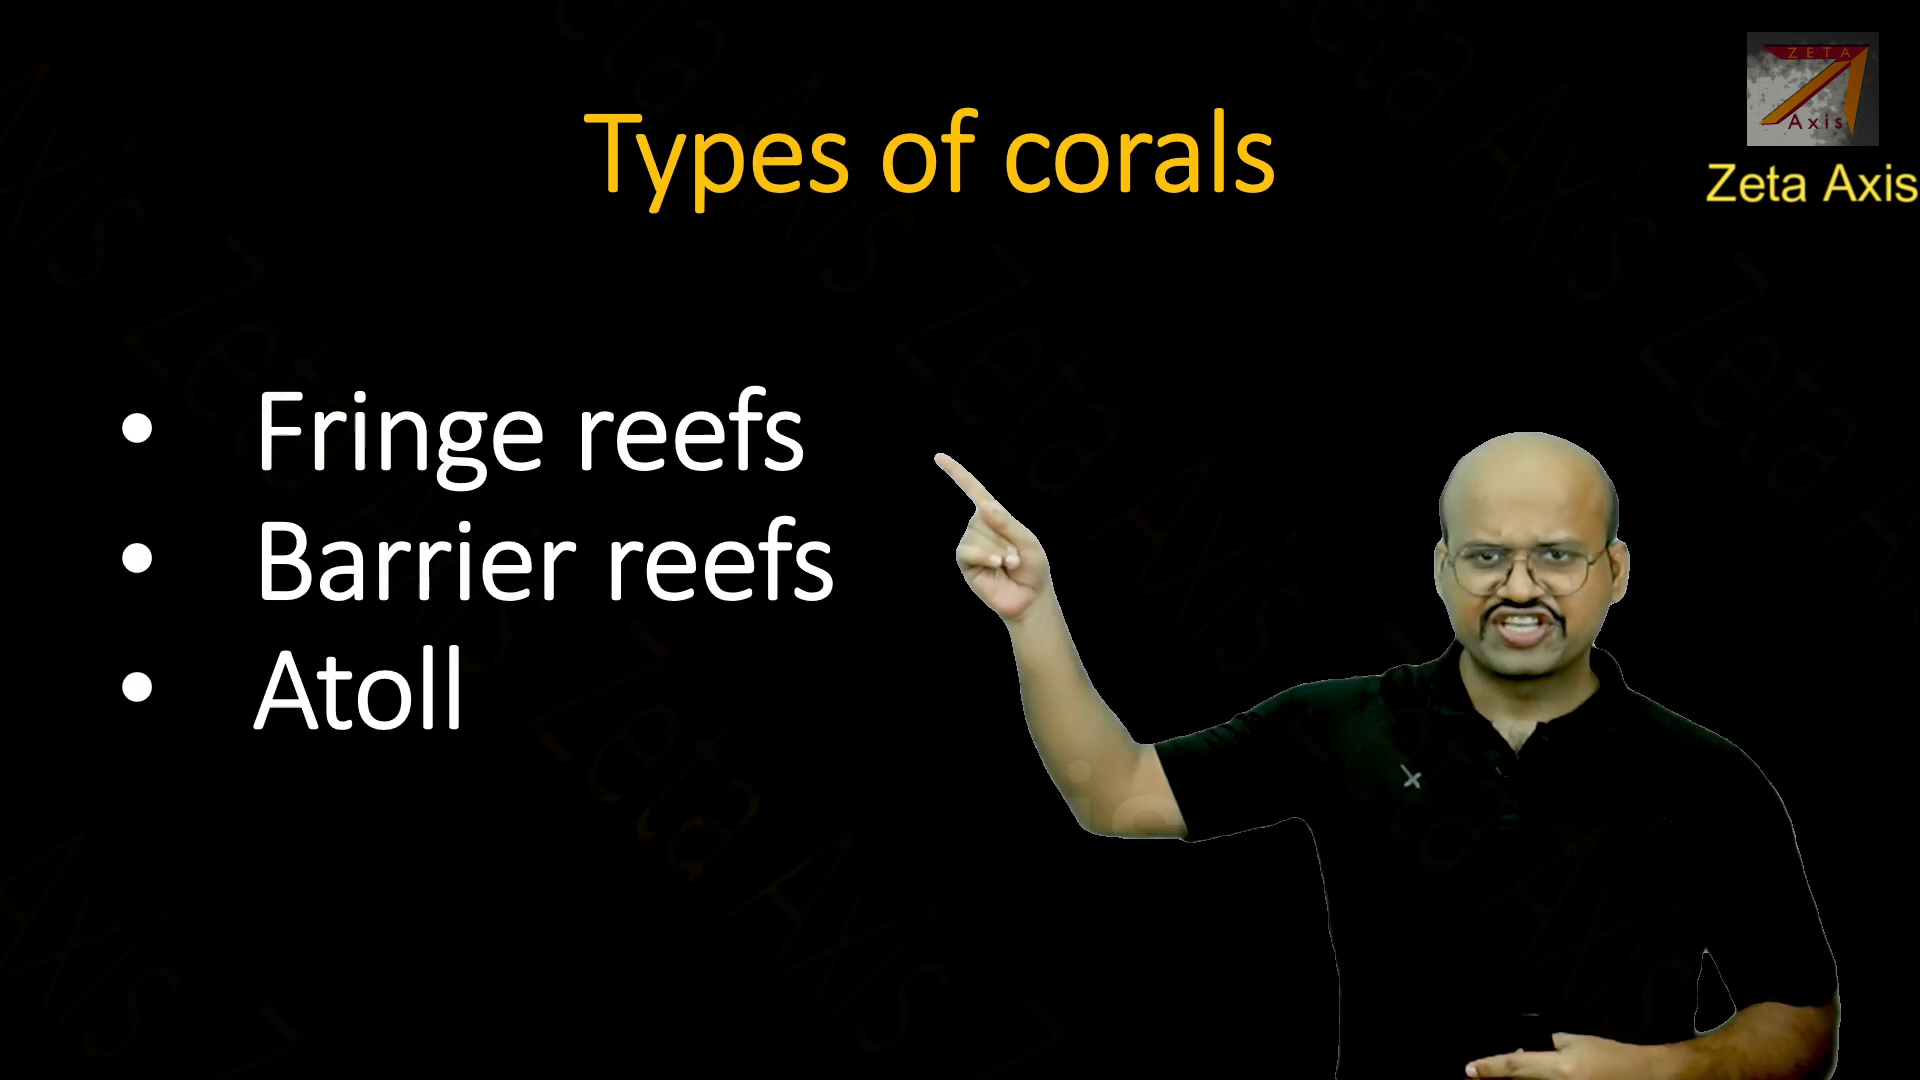 Types of corals
ZETA
Axis
Zeta Axis
• Fringe reefs
• Barrier reefs
• Atoll